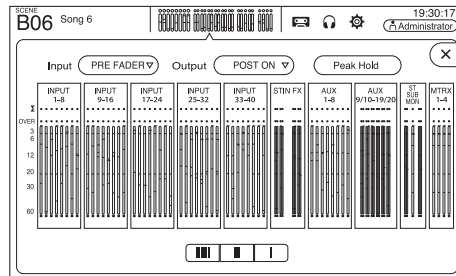 SCENE
B06 Song 6
19:30:17
Administrator
Input PRE FADER Output POST ON Peak Hold
INPUT 1-8
INPUT 9-16
INPUT 17-24
INPUT 25-32
INPUT 33-40
STIN FX
AUX 1-8
AUX 9/10-19/20
ST SUB MON
MTRX 1-4
Σ
OVER
3
6
12
20
30
60